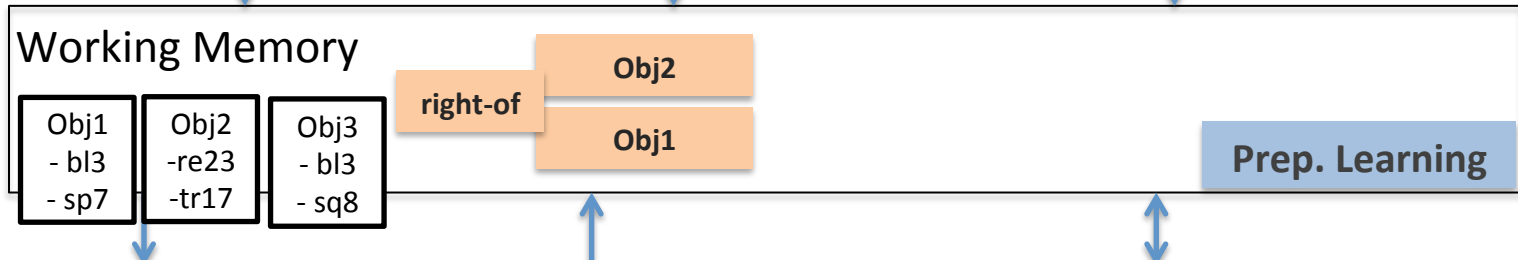 Working Memory
Obj1
- bl3
- sp7
Obj2
-re23
-tr17
Obj3
- bl3
- sq8
right-of
Obj2
Obj1
Prep. Learning